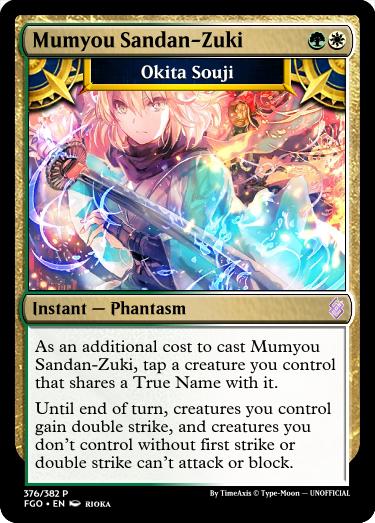 Mumyou Sandan-Zuki
Okita Souji
Instant — Phantasm
As an additional cost to cast Mumyou
Sandan-Zuki, tap a creature you control
that shares a True Name with it.
Until end of turn, creatures you control
gain double strike, and creatures you
don't control without first strike or
double strike can't attack or block.
376/382 P
FGO • EN RIOKA
By TimeAxis © Type-Moon — UNOFFICIAL